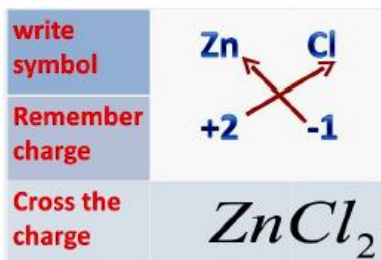 write
symbol
Zn Cl
Remember
charge
+2 -1
Cross the
charge
ZnCl₂